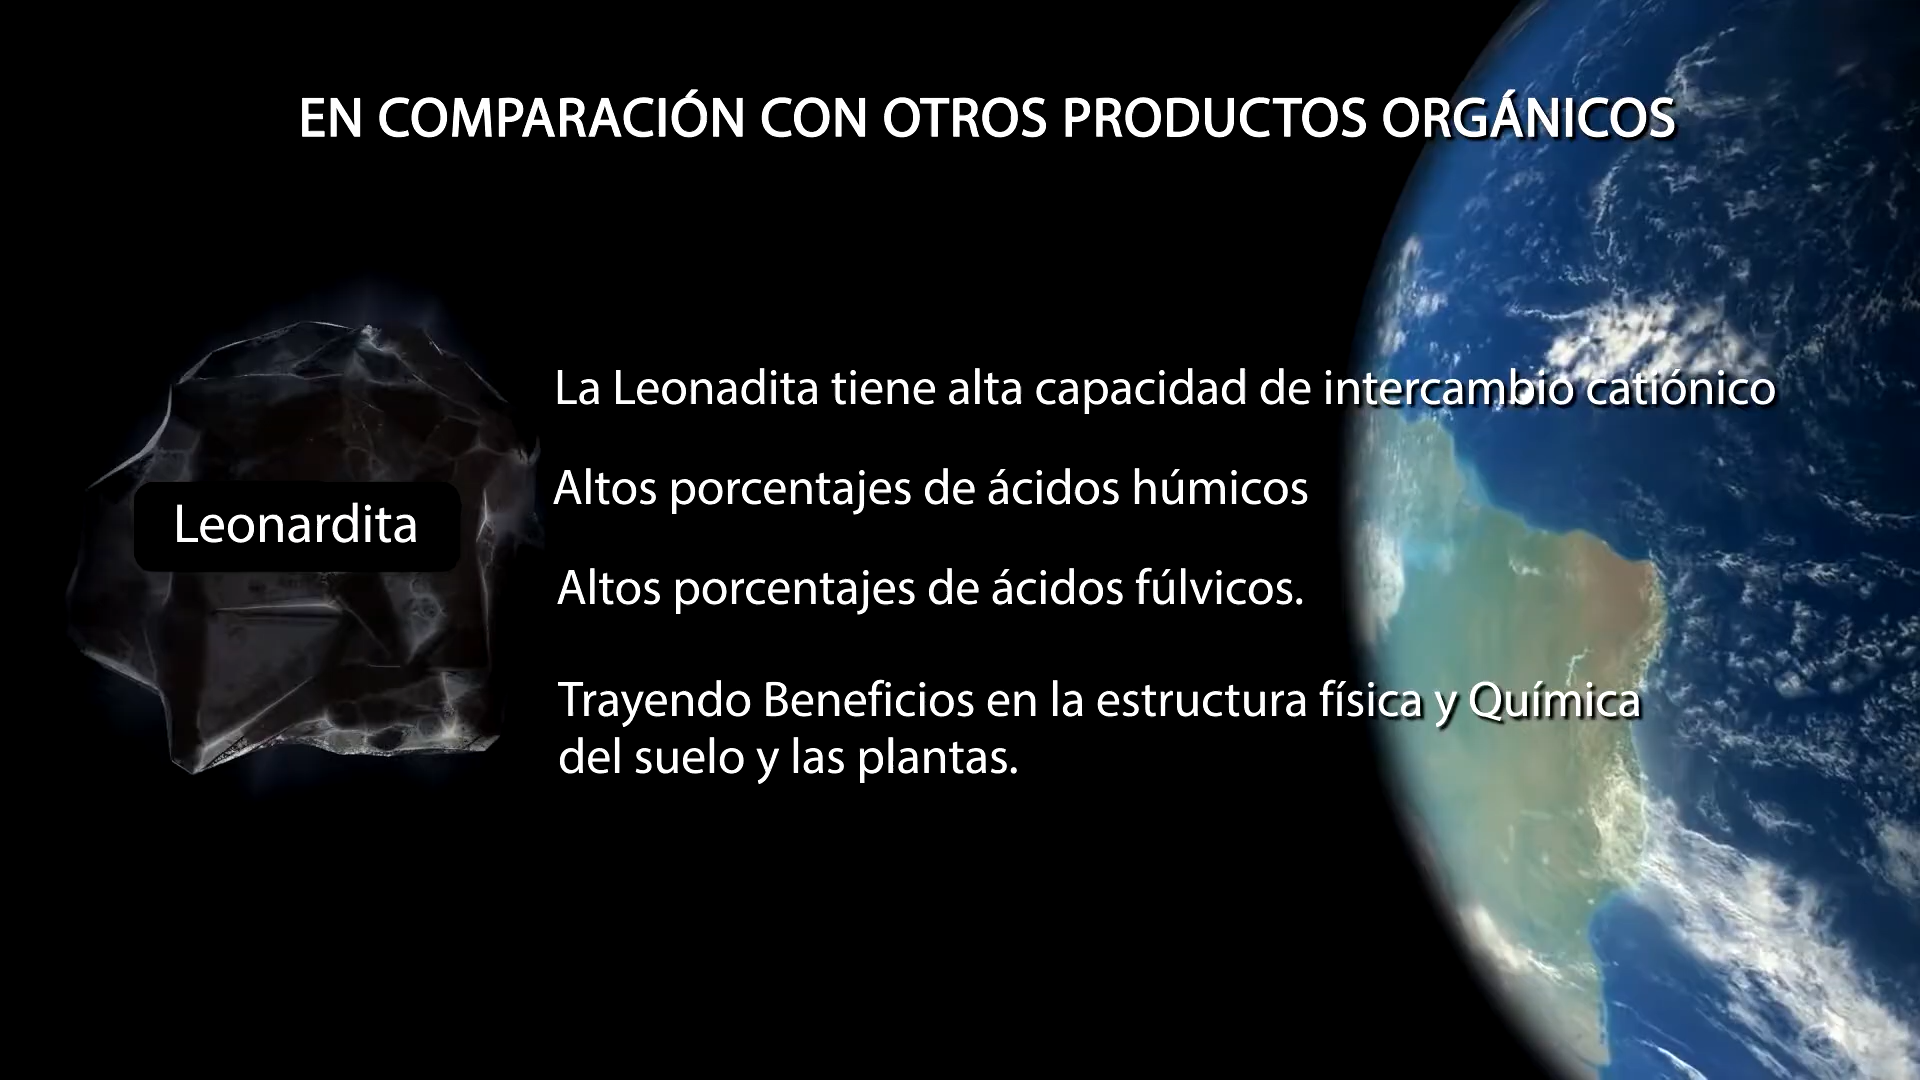 EN COMPARACIÓN CON OTROS PRODUCTOS ORGÁNICOS
Leonardita
La Leonadita tiene alta capacidad de intercambio catiónico
Altos porcentajes de ácidos húmicos
Altos porcentajes de ácidos fúlvicos.
Trayendo Beneficios en la estructura física y Química
del suelo y las plantas.